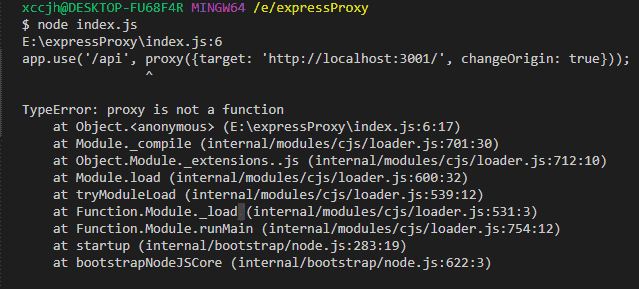 xccjh@DESKTOP-FU68F4R MINGW64 /e/expressProxy
$ node index.js
E:\expressProxy\index.js:6
app.use('/api', proxy({target: 'http://localhost:3001/', changeOrigin: true}));
^
TypeError: proxy is not a function
at Object.<anonymous> (E:\expressProxy\index.js:6:17)
at Module._compile (internal/modules/cjs/loader.js:701:30)
at Object.Module._extensions..js (internal/modules/cjs/loader.js:712:10)
at Module.load (internal/modules/cjs/loader.js:600:32)
at tryModuleLoad (internal/modules/cjs/loader.js:539:12)
at Function.Module._load (internal/modules/cjs/loader.js:531:3)
at Function.Module.runMain (internal/modules/cjs/loader.js:754:12)
at startup (internal/bootstrap/node.js:283:19)
at bootstrapNodeJSCore (internal/bootstrap/node.js:622:3)